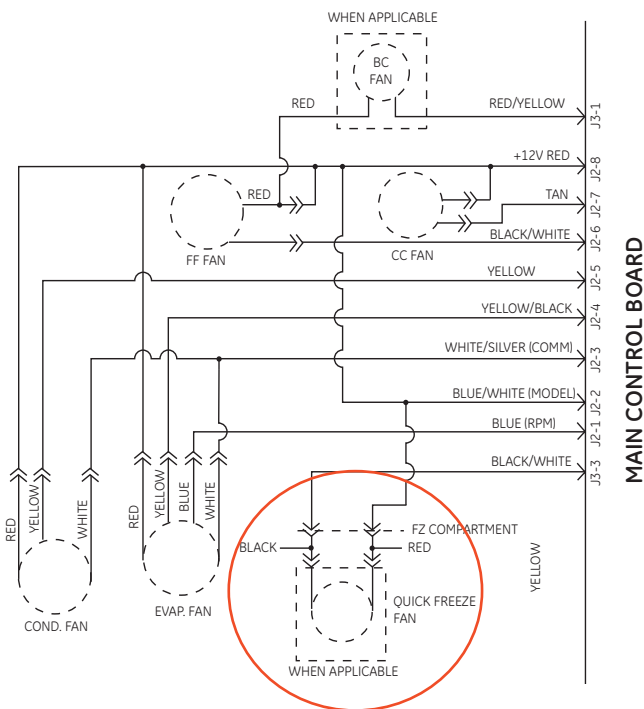 WHEN APPLICABLE
BC
FAN
RED
RED/YELLOW
J3-1
+12V RED
J2-8
RED
TAN
J2-7
BLACK/WHITE
J2-6
FF FAN
CC FAN
YELLOW
J2-5
YELLOW/BLACK
J2-4
WHITE/SILVER (COMM)
J2-3
BLUE/WHITE (MODEL)
J2-2
BLUE (RPM)
J2-1
BLACK/WHITE
J3-3
MAIN CONTROL BOARD
RED
YELLOW
WHITE
RED
YELLOW
BLUE
WHITE
FZ COMPARTMENT
BLACK
RED
YELLOW
COND. FAN
EVAP. FAN
QUICK FREEZE
FAN
WHEN APPLICABLE